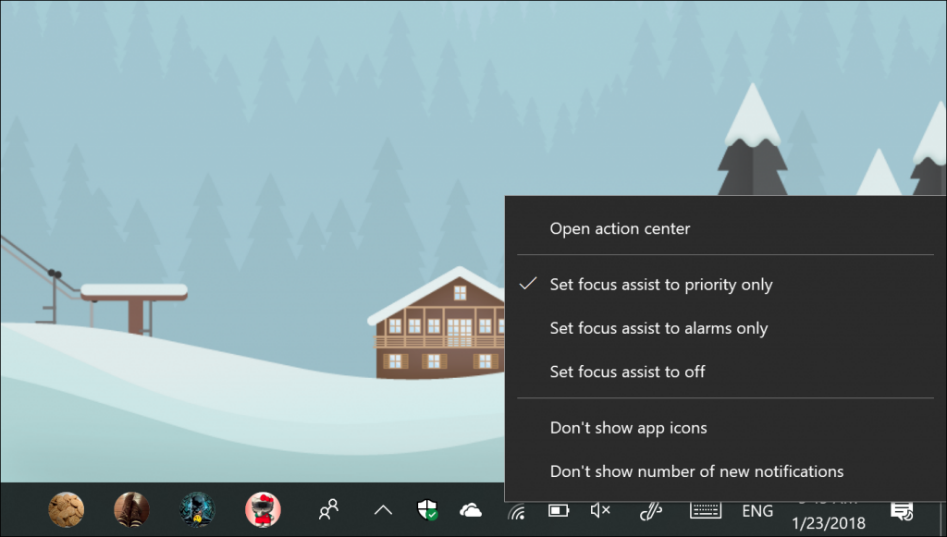 Open action center
Set focus assist to priority only
Set focus assist to alarms only
Set focus assist to off
Don't show app icons
Don't show number of new notifications
ENG
1/23/2018